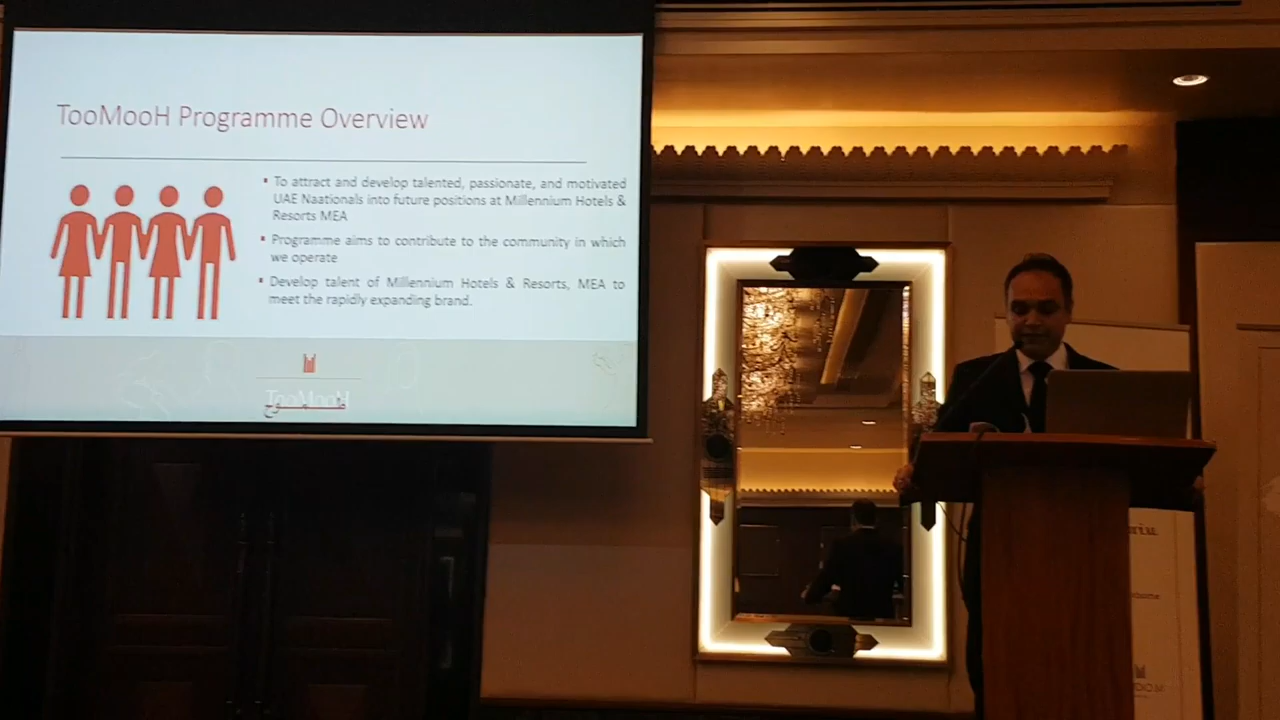 TooMooH Programme Overview
▪ To attract and develop talented, passionate, and motivated
UAE Naationals into future positions at Millennium Hotels &
Resorts MEA
▪ Programme aims to contribute to the community in which
we operate
▪ Develop talent of Millennium Hotels & Resorts, MEA to
meet the rapidly expanding brand.
TooMooH
طمـــوح